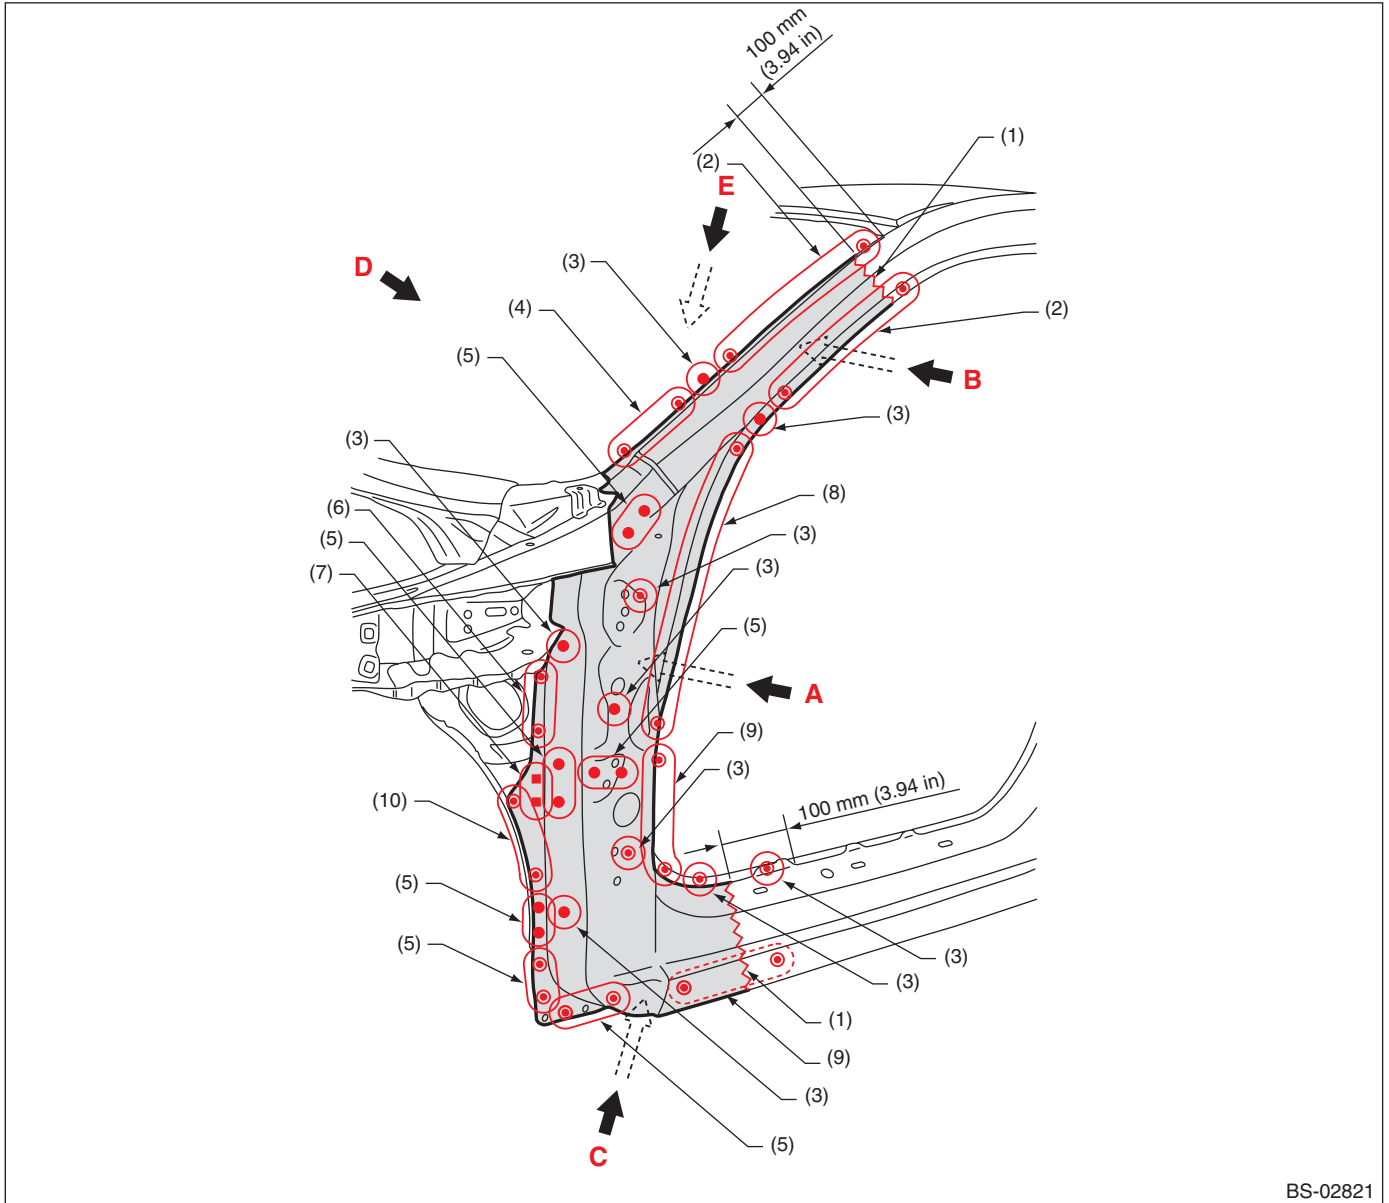 100 mm
(3.94 in)
(1)
(2)
E
(3)
D
(4)
(2)
(5)
B
(3)
(3)
(8)
(6)
(3)
(5)
(3)
(7)
(5)
A
(9)
(3)
100 mm (3.94 in)
(10)
(5)
(5)
(3)
(3)
(1)
(9)
(3)
(5)
C
BS-02821